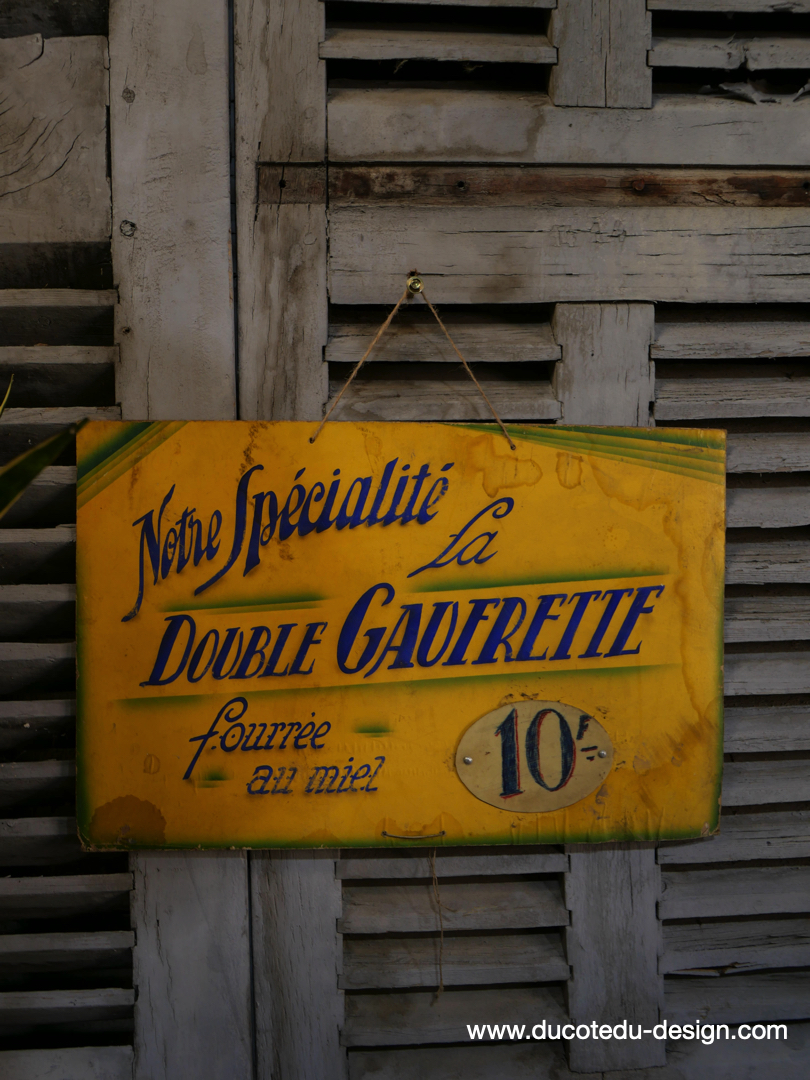 Notre Spécialité
La
DOUBLE GAUFRETTE
fourrée
au miel
10F
www.ducotedu-design.com